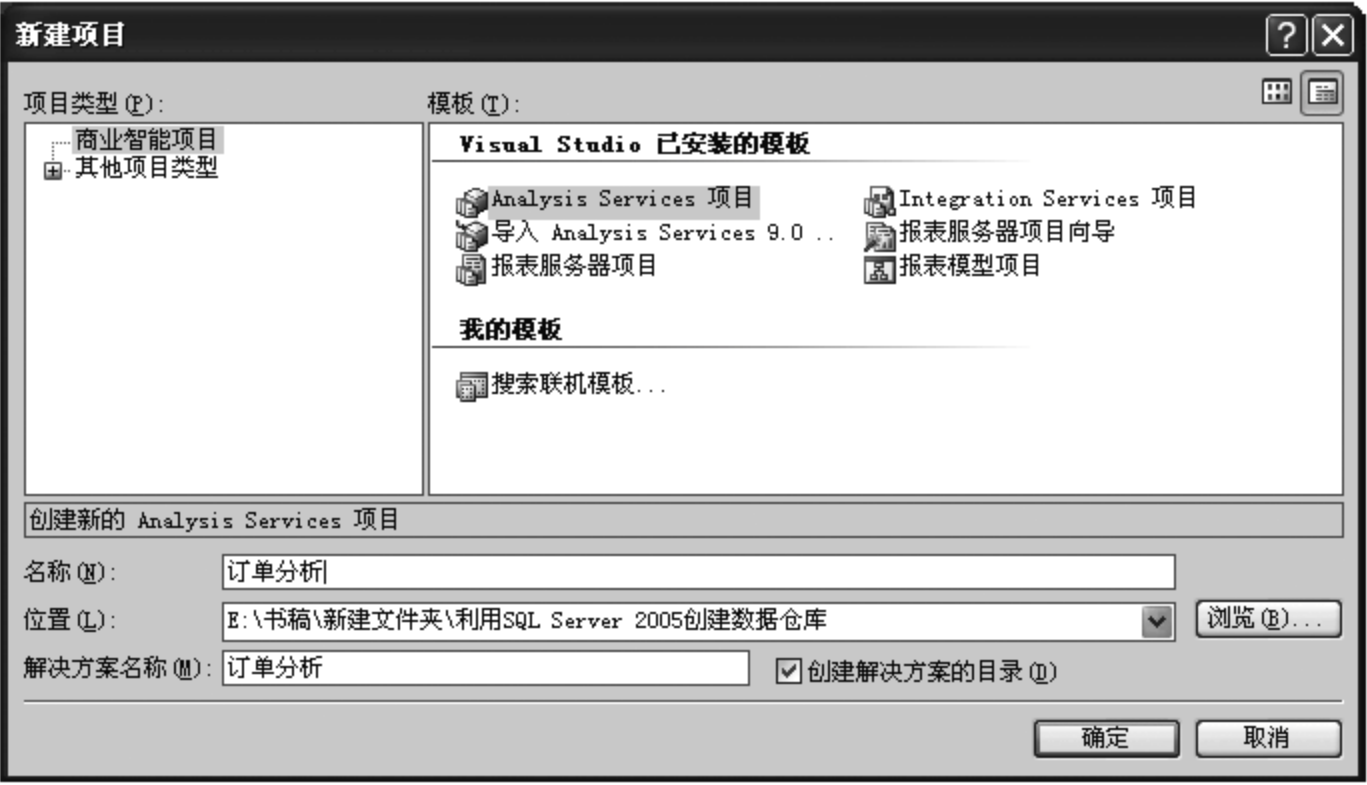 新建项目
项目类型(P):
模板(T):
商业智能项目
其他项目类型
Visual Studio 已安装的模板
Analysis Services 项目
Integration Services 项目
导入 Analysis Services 9.0 ..
报表服务器项目向导
报表服务器项目
报表模型项目
我的模板
搜索联机模板...
创建新的 Analysis Services 项目
名称(N):
订单分析
位置(L):
E:\书稿\新建文件夹\利用SQL Server 2005创建数据仓库
浏览(B)...
解决方案名称(M):
订单分析
创建解决方案的目录(D)
确定
取消